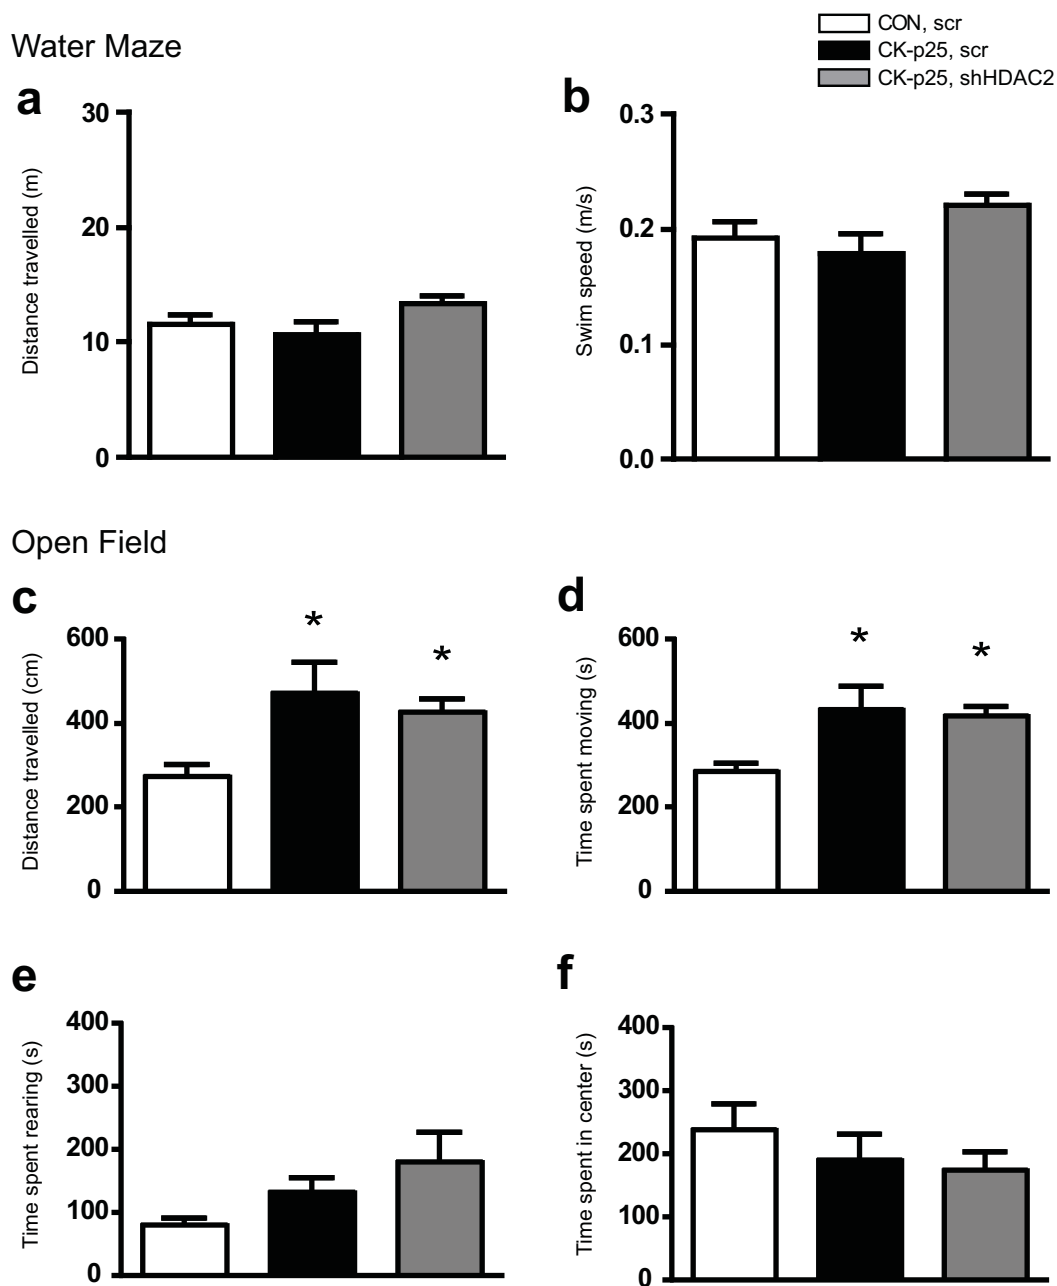 CON, scr
CK-p25, scr
CK-p25, shHDAC2
Water Maze
a
Distance travelled (m)
30
20
10
0
b
Swim speed (m/s)
0.3
0.2
0.1
0.0
Open Field
c
Distance travelled (cm)
600
400
200
0
*
*
d
Time spent moving (s)
600
400
200
0
*
*
e
Time spent rearing (s)
400
300
200
100
0
f
Time spent in center (s)
400
300
200
100
0